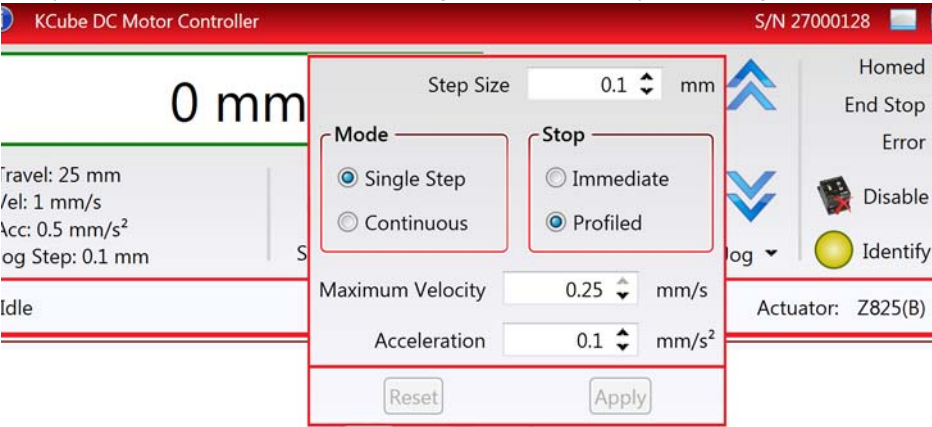 KCube DC Motor Controller S/N 27000128
0 mm
Travel: 25 mm
Vel: 1 mm/s
Acc: 0.5 mm/s²
og Step: 0.1 mm
Idle
Step Size 0.1 mm
Mode
Single Step
Continuous
Stop
Immediate
Profiled
Maximum Velocity 0.25 mm/s
Acceleration 0.1 mm/s²
Reset Apply
S
og
Homed
End Stop
Error
Disable
Identify
Actuator: Z825(B)